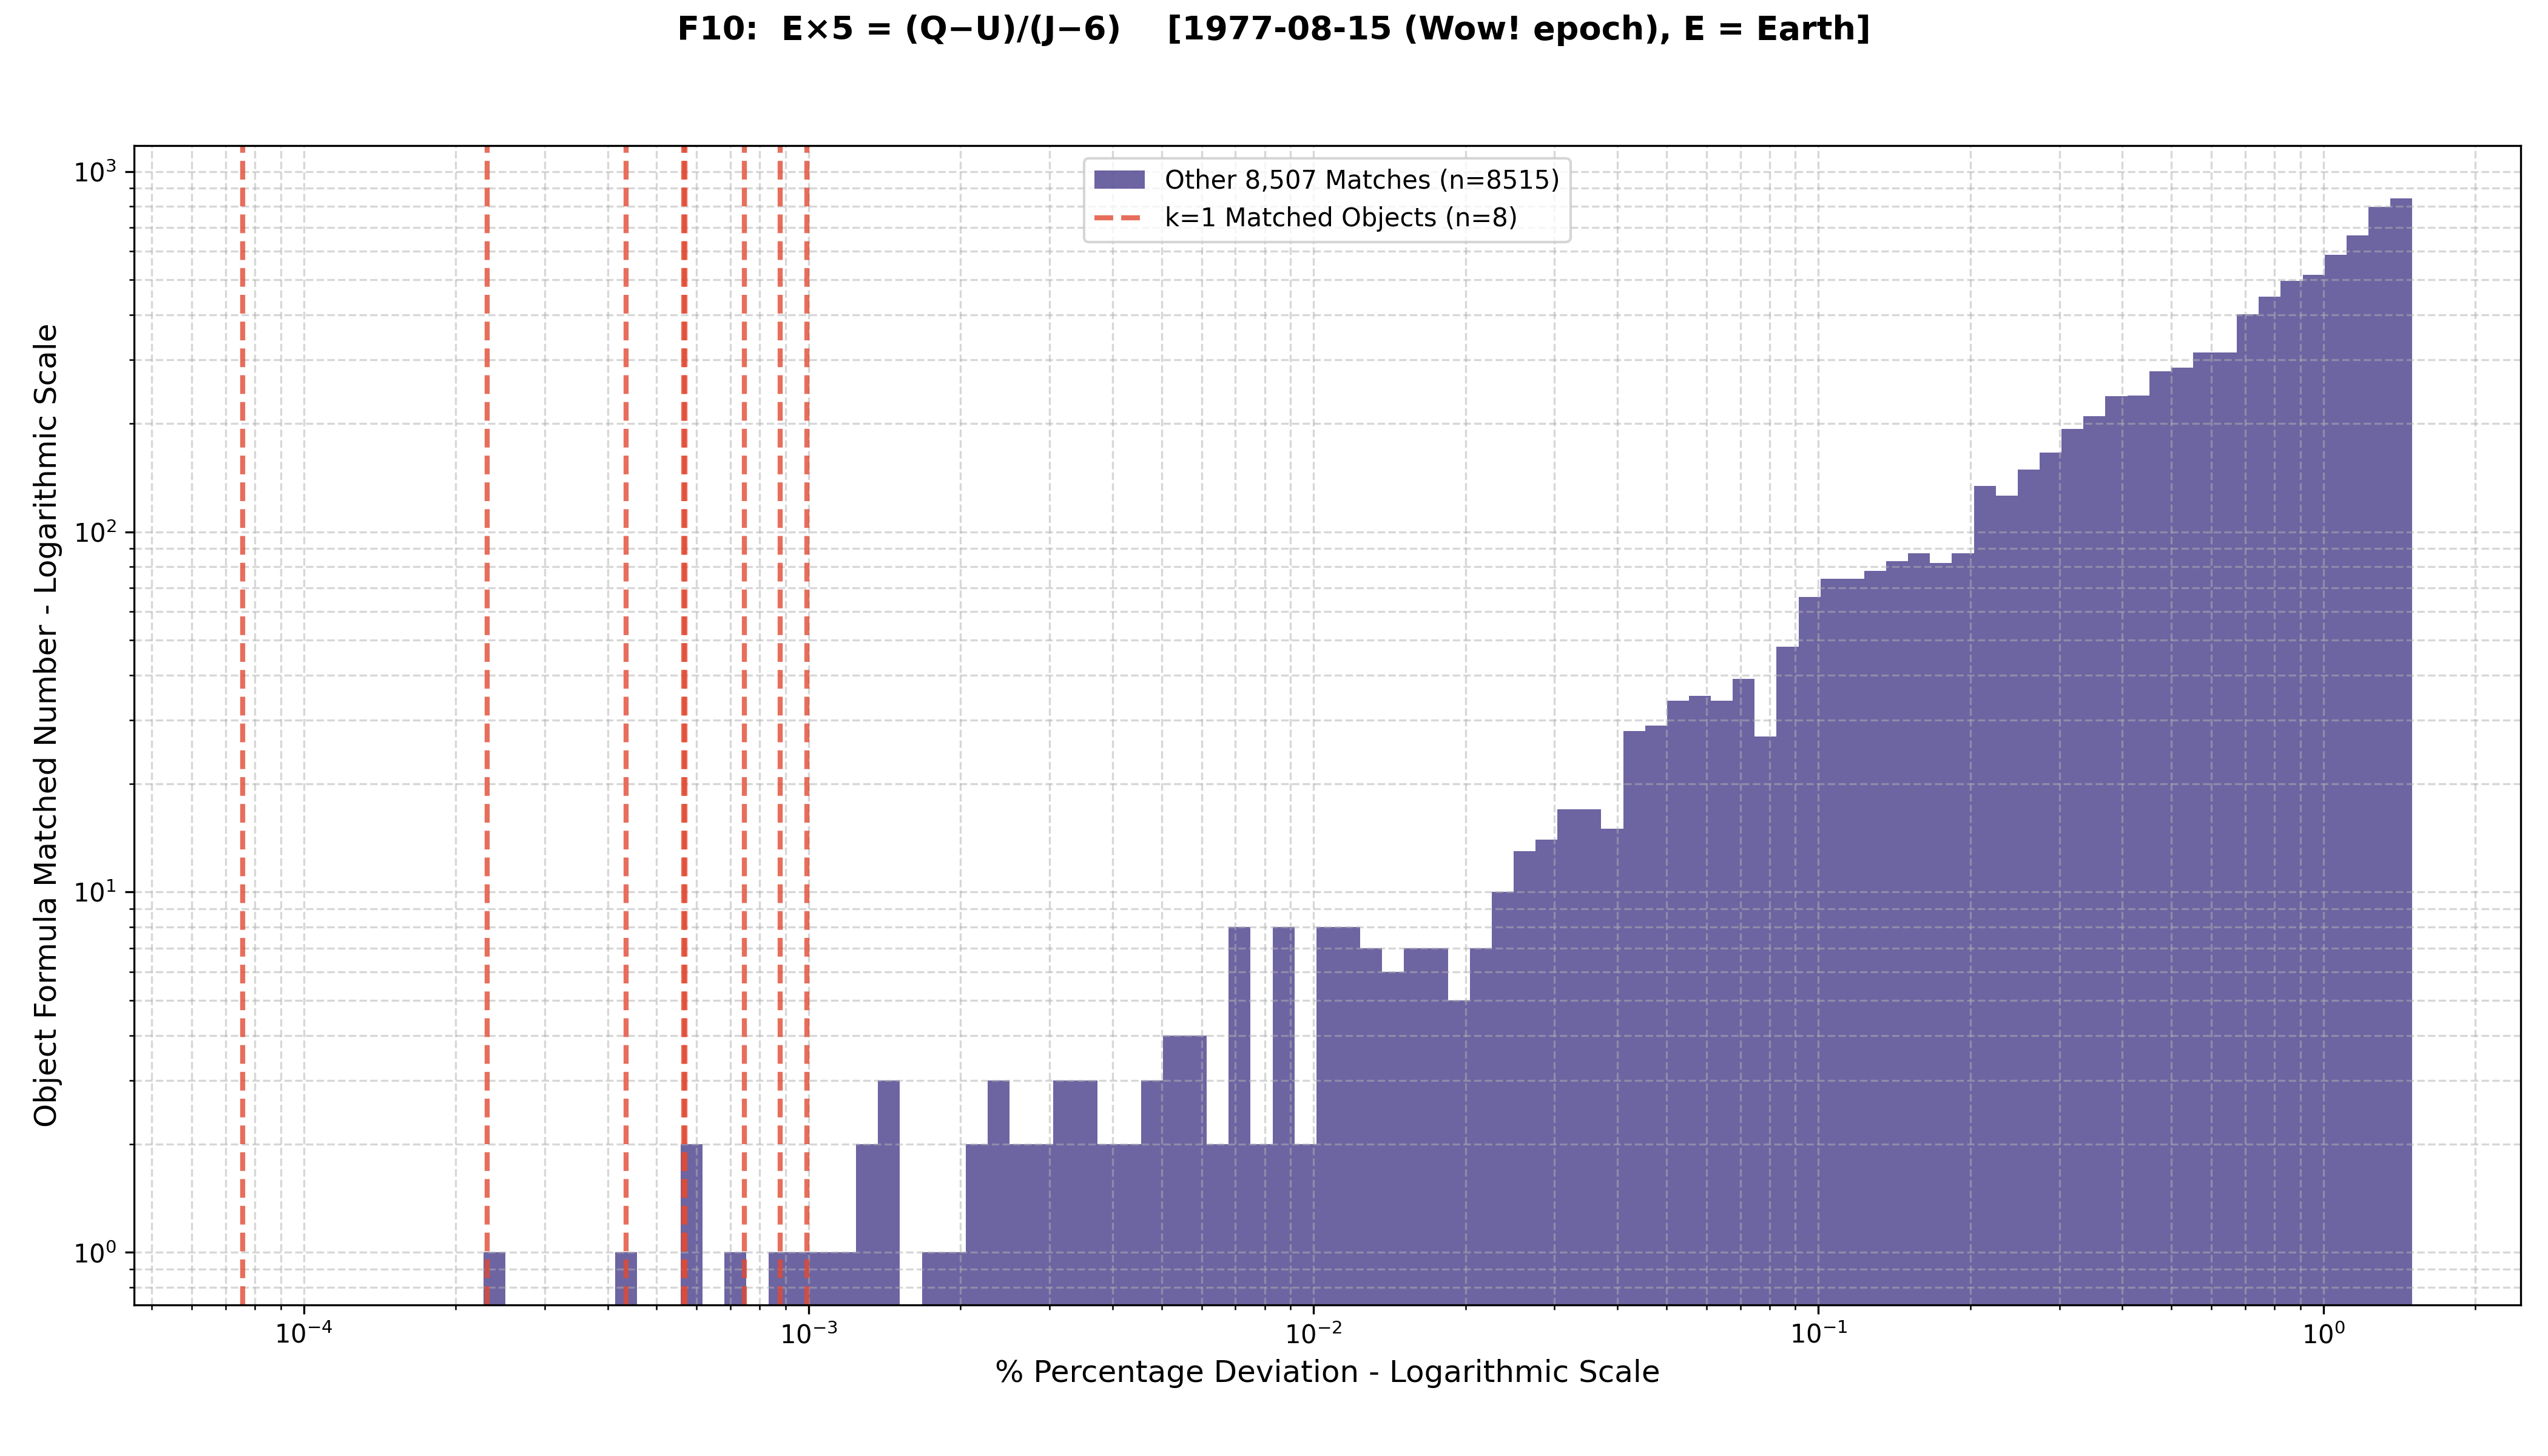 F10:  E×5 = (Q−U)/(J−6)    [1977-08-15 (Wow! epoch), E = Earth]
Other 8,507 Matches (n=8515)
k=1 Matched Objects (n=8)
Object Formula Matched Number - Logarithmic Scale
10³
10²
10¹
10⁰
10⁻⁴ 10⁻³ 10⁻² 10⁻¹ 10⁰
% Percentage Deviation - Logarithmic Scale